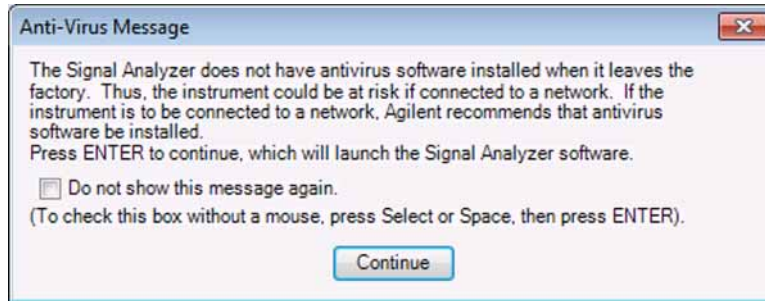 Anti-Virus Message
The Signal Analyzer does not have antivirus software installed when it leaves the
factory. Thus, the instrument could be at risk if connected to a network. If the
instrument is to be connected to a network, Agilent recommends that antivirus
software be installed.
Press ENTER to continue, which will launch the Signal Analyzer software.
Do not show this message again.
(To check this box without a mouse, press Select or Space, then press ENTER).
Continue